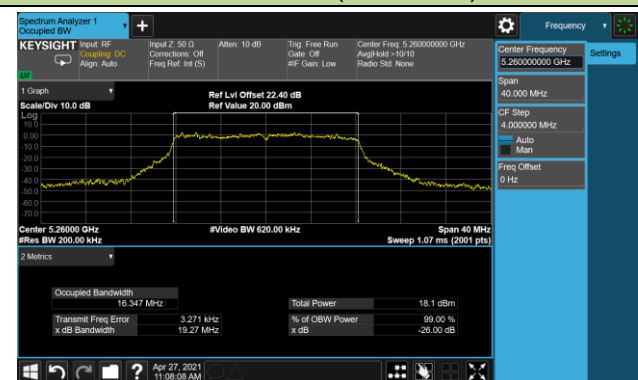 Spectrum Analyzer 1
Occupied BW
Frequency
KEYSIGHT
Input: RF
Coupling: DC
Align: Auto
Input Z: 50 Ω
Corrections: Off
Freq Ref: Int (S)
Atten: 10 dB
Trig: Free Run
Gate: Off
#IF Gain: Low
Center Freq: 5.260000000 GHz
Avg|Hold:>10/10
Radio Std: None
Center Frequency
5.260000000 GHz
Settings
Span
40.000 MHz
CF Step
4.000000 MHz
Auto
Man
Freq Offset
0 Hz
1 Graph
Scale/Div 10.0 dB
Ref Lvl Offset 22.40 dB
Ref Value 20.00 dBm
Log
10.0
0.00
-10.0
-20.0
-30.0
-40.0
-50.0
-60.0
-70.0
Center 5.26000 GHz
#Video BW 620.00 kHz
Span 40 MHz
#Res BW 200.00 kHz
Sweep 1.07 ms (2001 pts)
2 Metrics
Occupied Bandwidth
16.347 MHz
Total Power 18.1 dBm
Transmit Freq Error 3.271 kHz
% of OBW Power 99.00 %
x dB Bandwidth 19.27 MHz
x dB -26.00 dB
?
Apr 27, 2021
11:08:08 AM